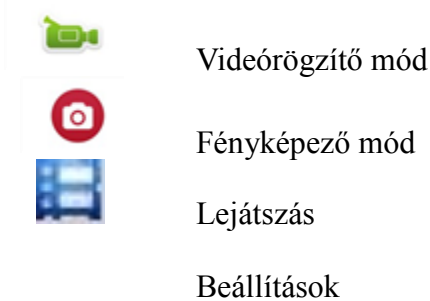 Videórögzítő mód
Fényképező mód
Lejátszás
Beállítások